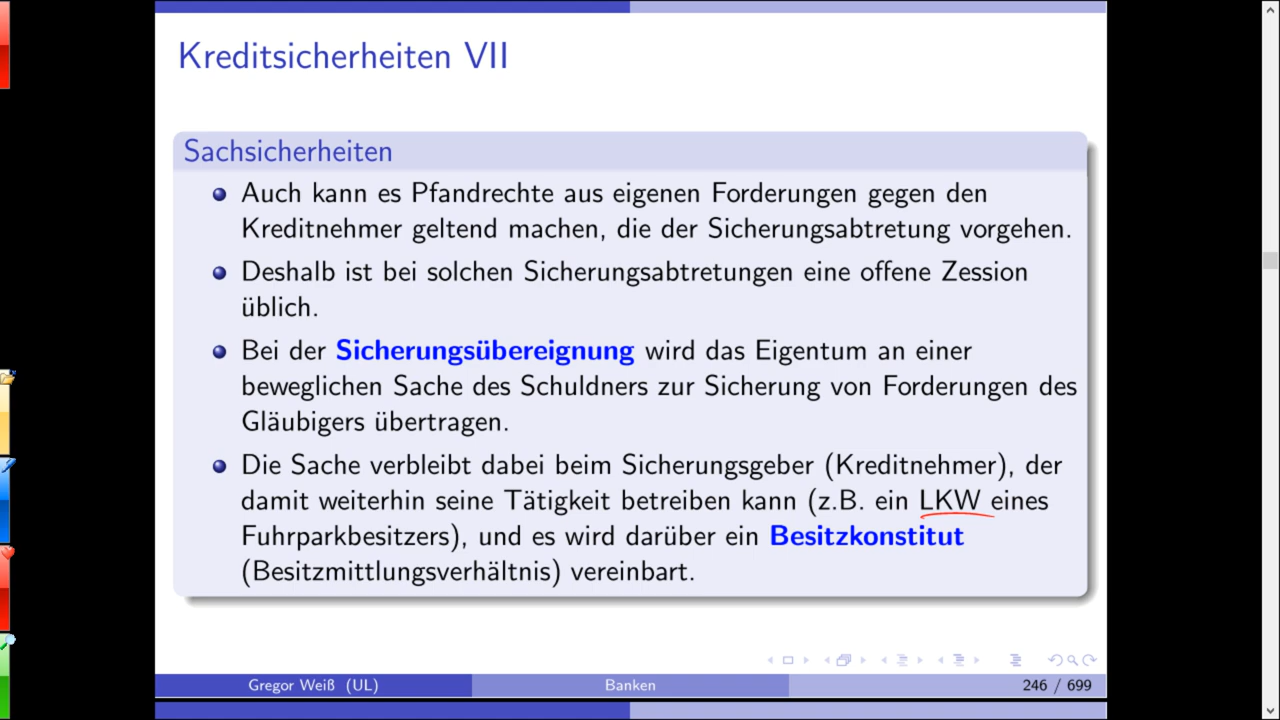 Kreditsicherheiten VII
Sachsicherheiten
Auch kann es Pfandrechte aus eigenen Forderungen gegen den
Kreditnehmer geltend machen, die der Sicherungsabtretung vorgehen.
Deshalb ist bei solchen Sicherungsabtretungen eine offene Zession
üblich.
Bei der Sicherungsübereignung wird das Eigentum an einer
beweglichen Sache des Schuldners zur Sicherung von Forderungen des
Gläubigers übertragen.
Die Sache verbleibt dabei beim Sicherungsgeber (Kreditnehmer), der
damit weiterhin seine Tätigkeit betreiben kann (z.B. ein LKW eines
Fuhrparkbesitzers), und es wird darüber ein Besitzkonstitut
(Besitzmittlungsverhältnis) vereinbart.
Gregor Weiß (UL) Banken 246 / 699